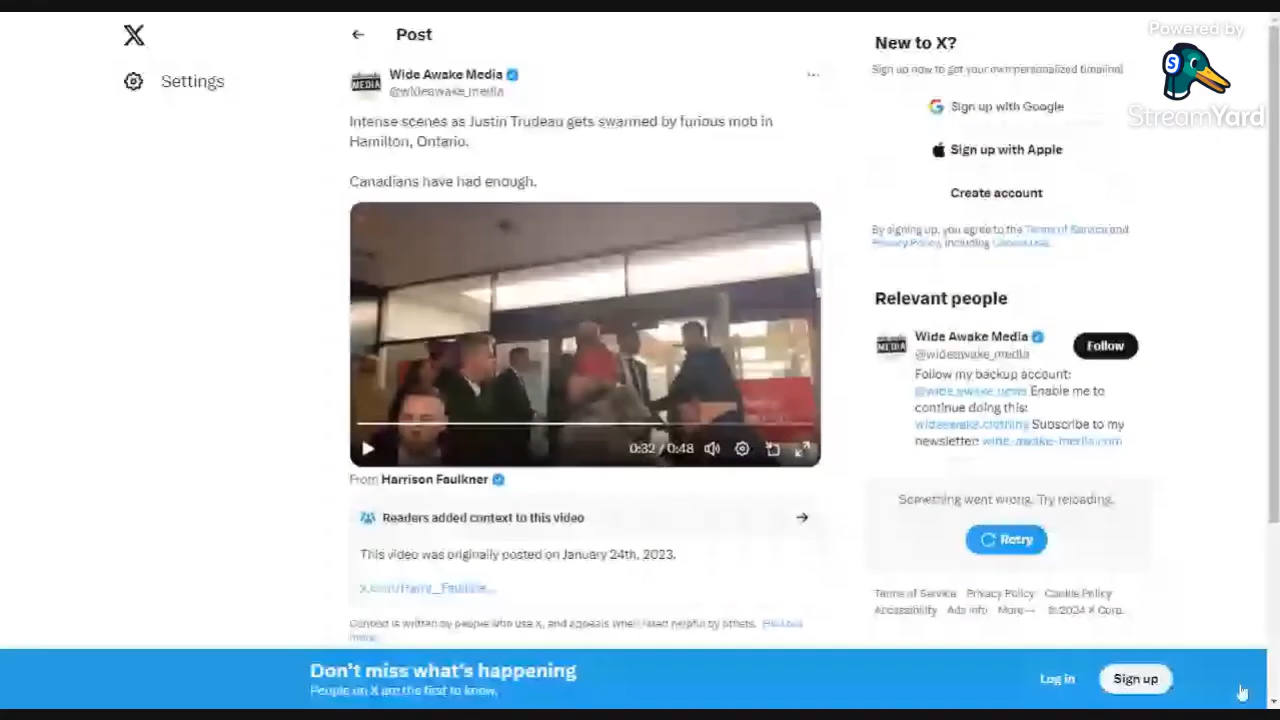 Powered by
StreamYard
Settings
Post
Wide Awake Media
@wideawake_media
Intense scenes as Justin Trudeau gets swarmed by furious mob in
Hamilton, Ontario.
Canadians have had enough.
0:32 / 0:48
From Harrison Faulkner
Readers added context to this video
This video was originally posted on January 24th, 2023.
Context is written by people who use X, and appears when rated helpful by others. Find out
more.
New to X?
Sign up now to get your own personalized timeline!
Sign up with Google
Sign up with Apple
Create account
By signing up, you agree to the Terms of Service and
Privacy Policy, including Cookie Use.
Relevant people
MEDIA
Wide Awake Media
@wideawake_media
Follow
Follow my backup account:
@wide_awake_news Enable me to
continue doing this:
wideawake.clothing Subscribe to my
newsletter: wide-awake-media.com
Something went wrong. Try reloading.
Retry
Terms of Service Privacy Policy Cookie Policy
Accessibility Ads info More © 2024 X Corp.
Don't miss what's happening
People on X are the first to know.
Log in
Sign up